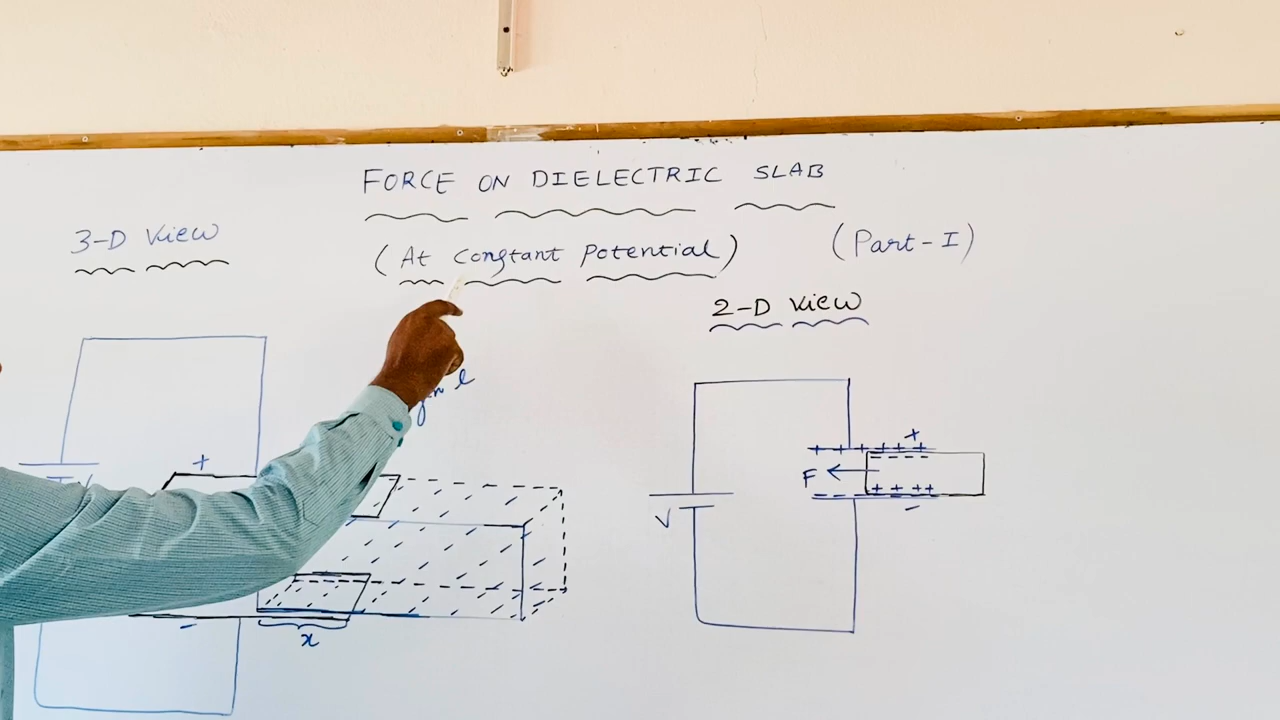 FORCE ON DIELECTRIC SLAB
3-D View
(At Constant Potential) (Part-I)
2-D View
l
+
+
+ + + + + +
- - - - -
F
+ + + +
- - - - -
-
V
-
x